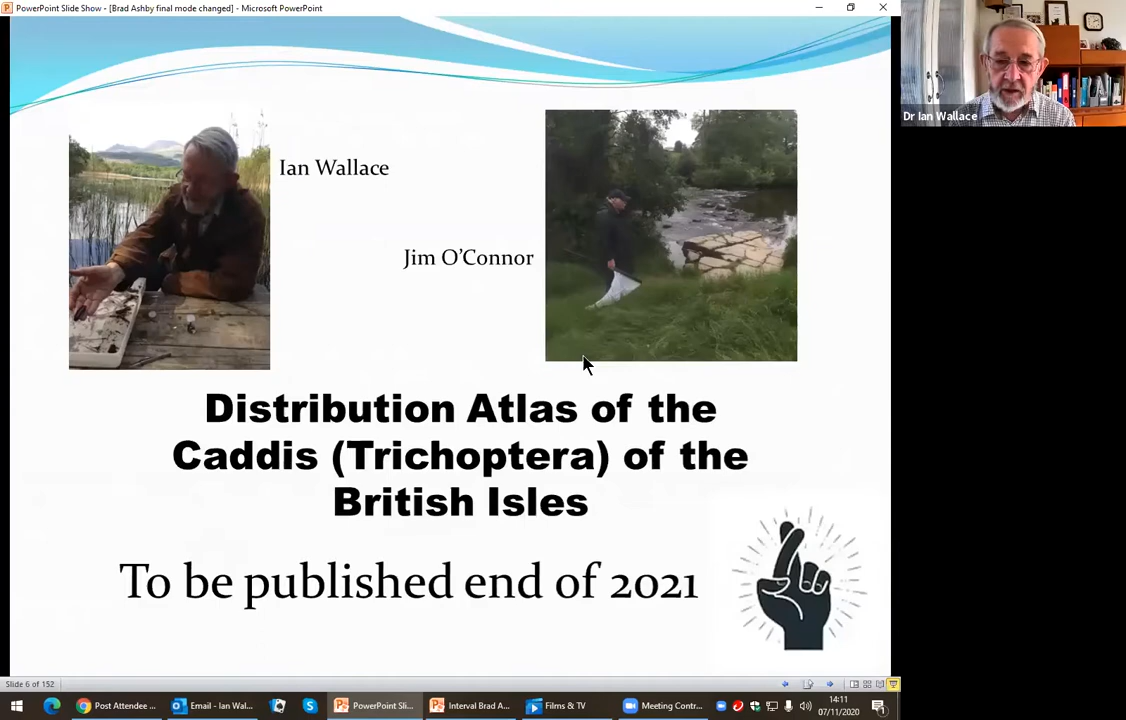 PowerPoint Slide Show - [Brad Ashby final mode changed] - Microsoft PowerPoint
Dr Ian Wallace
Ian Wallace
Jim O'Connor
Distribution Atlas of the
Caddis (Trichoptera) of the
British Isles
To be published end of 2021
Slide 6 of 152
Post Attendee ...
Email - Ian Wal...
PowerPoint Sli...
Interval Brad A...
Films & TV
Meeting Contr...
14:11
07/11/2020